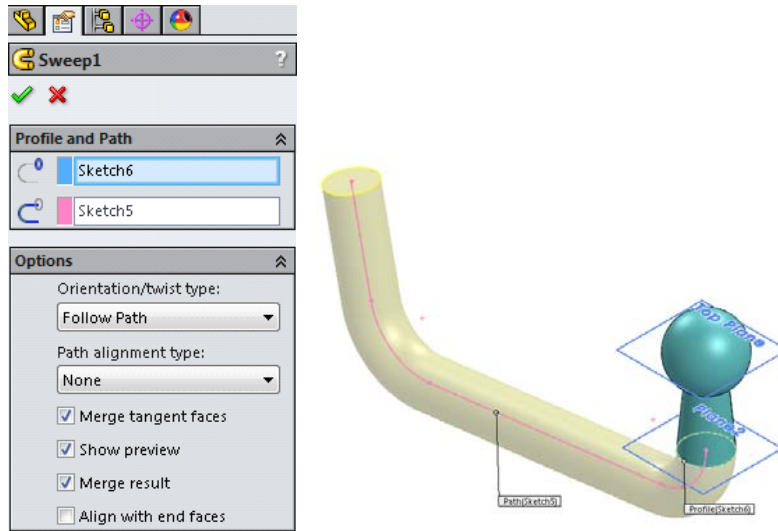 Sweep1
?
Profile and Path
Sketch6
Sketch5
Options
Orientation/twist type:
Follow Path
Path alignment type:
None
Merge tangent faces
Show preview
Merge result
Align with end faces
Top Plane
Plane2
Path(Sketch5)
Profile(Sketch6)